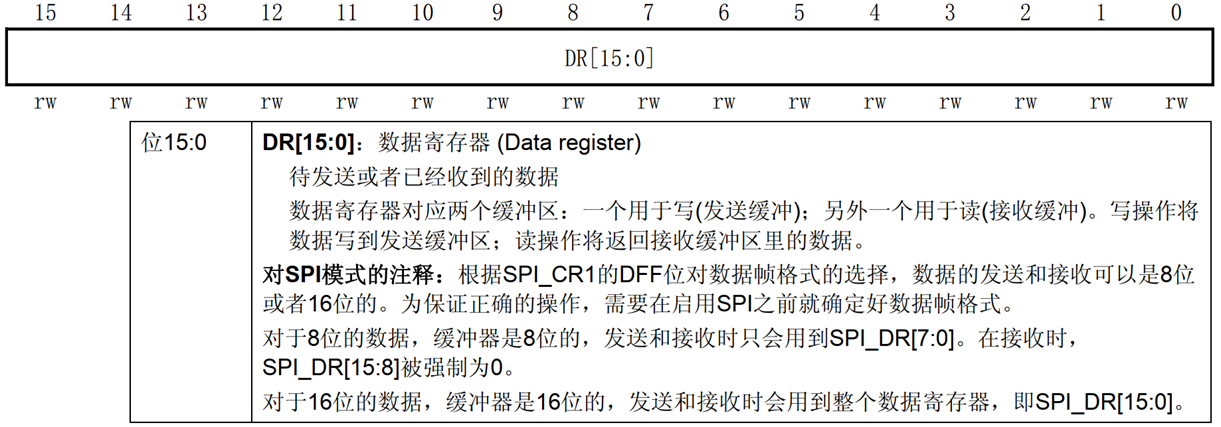 15 14 13 12 11 10 9 8 7 6 5 4 3 2 1 0
DR[15:0]
rw rw rw rw rw rw rw rw rw rw rw rw rw rw rw rw
位15:0 DR[15:0]：数据寄存器 (Data register)
待发送或者已经收到的数据
数据寄存器对应两个缓冲区：一个用于写(发送缓冲)；另外一个用于读(接收缓冲)。写操作将
数据写到发送缓冲区；读操作将返回接收缓冲区里的数据。
对SPI模式的注释：根据SPI_CR1的DFF位对数据帧格式的选择，数据的发送和接收可以是8位
或者16位的。为保证正确的操作，需要在启用SPI之前就确定好数据帧格式。
对于8位的数据，缓冲器是8位的，发送和接收时只会用到SPI_DR[7:0]。在接收时，
SPI_DR[15:8]被强制为0。
对于16位的数据，缓冲器是16位的，发送和接收时会用到整个数据寄存器，即SPI_DR[15:0]。